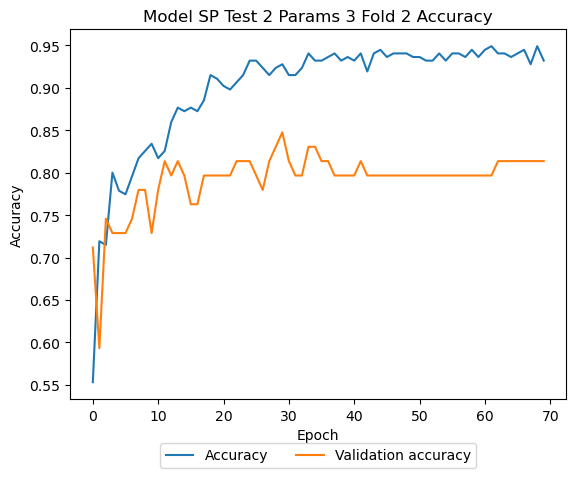 Model SP Test 2 Params 3 Fold 2 Accuracy
0.95
0.90
0.85
0.80
0.75
0.70
0.65
0.60
0.55
Accuracy
0 10 20 30 40 50 60 70
Epoch
Accuracy Validation accuracy